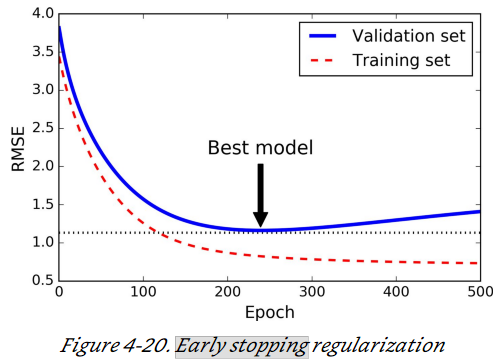 4.0
3.5
3.0
2.5
2.0
1.5
1.0
0.5
RMSE
Validation set
Training set
Best model
0 100 200 300 400 500
Epoch
Figure 4-20. Early stopping regularization